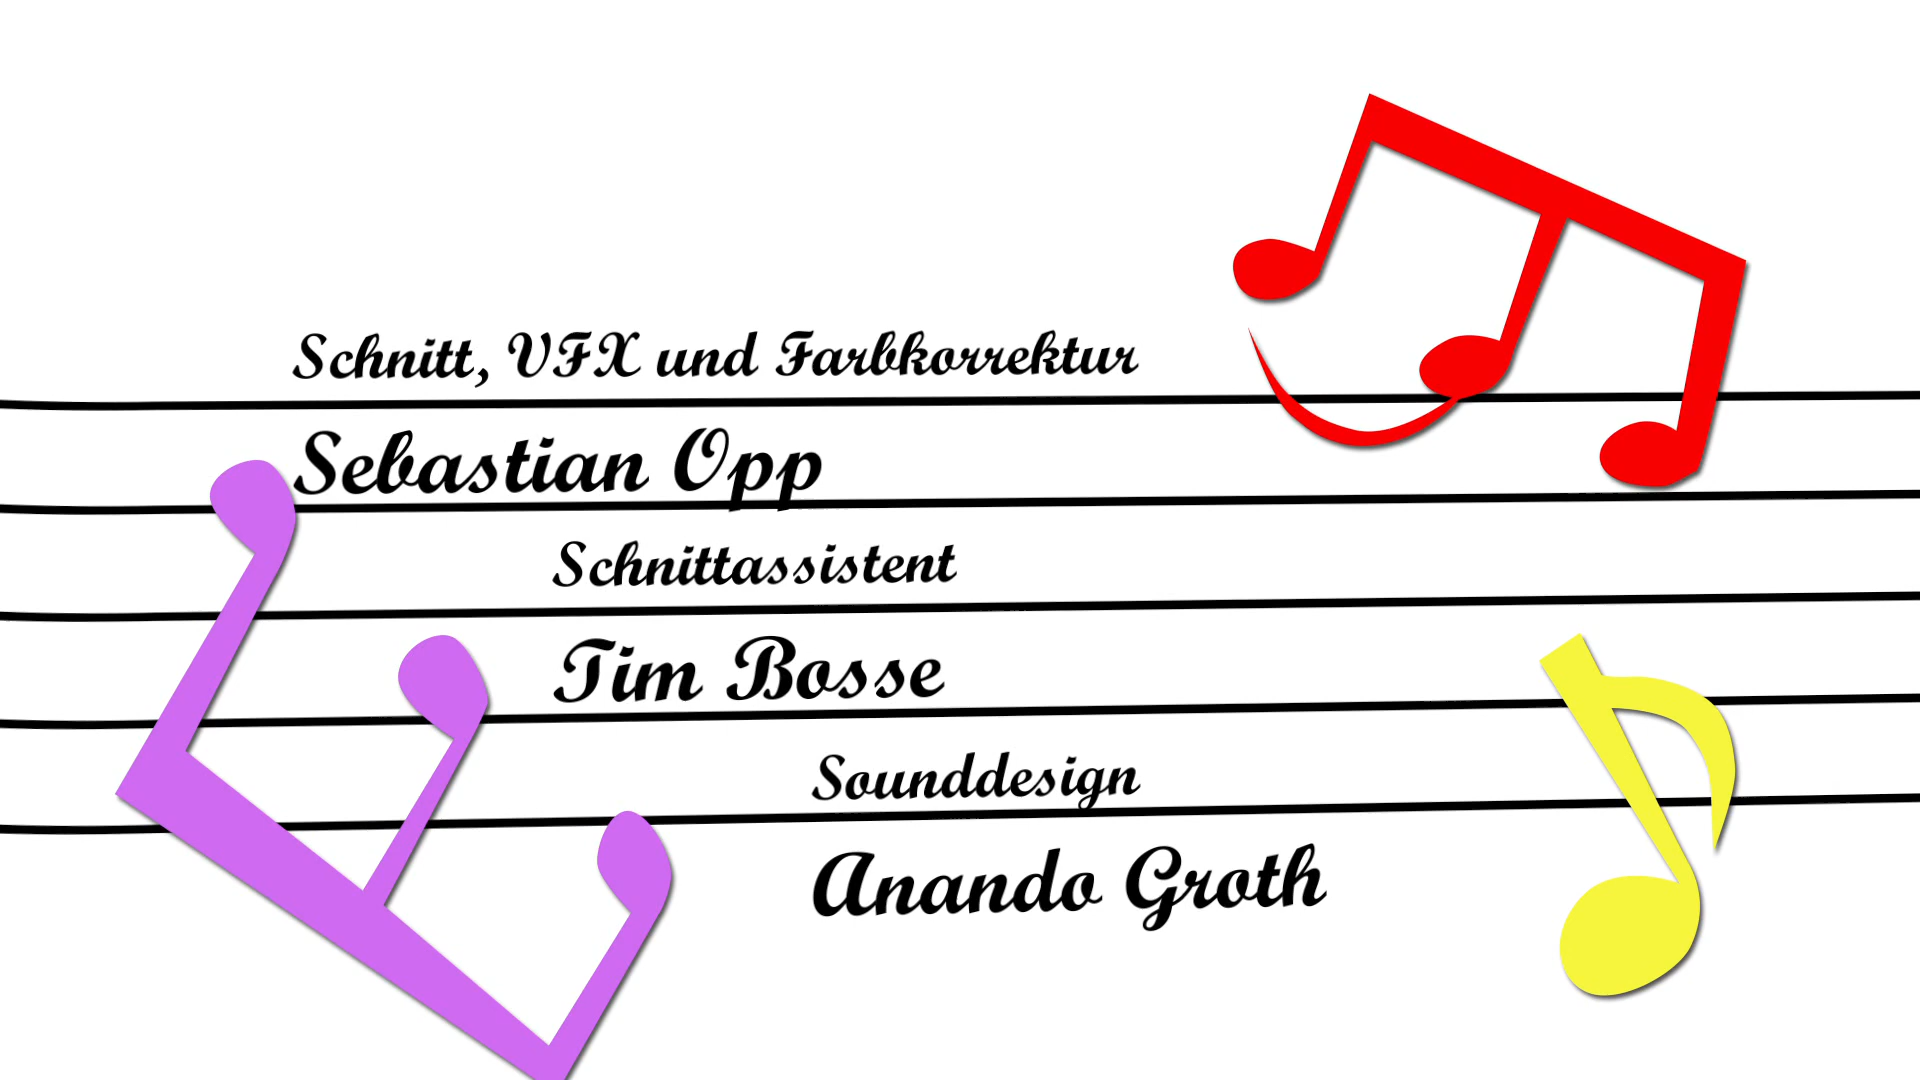 Schnitt, VFX und Farbkorrektur
Sebastian Opp
Schnittassistent
Tim Bosse
Sounddesign
Anando Groth